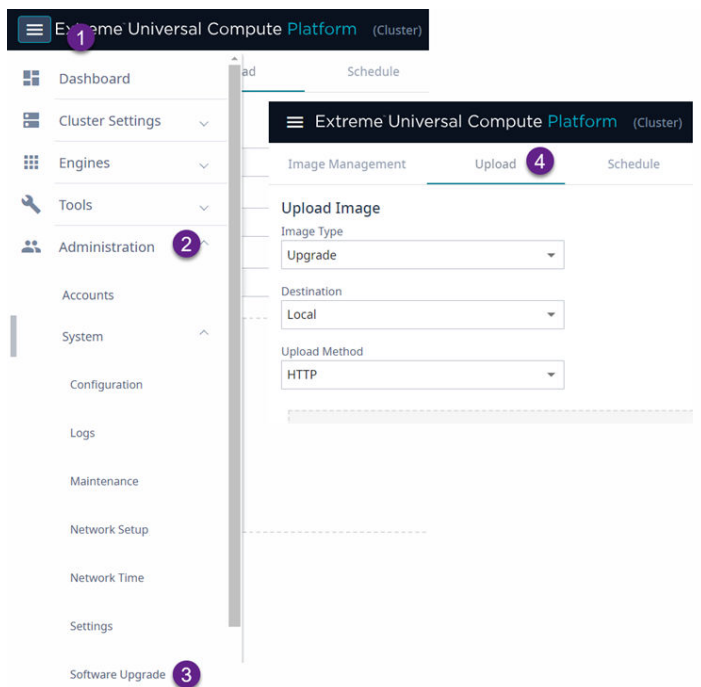 Extreme Universal Compute Platform (Cluster)
1
Dashboard
ad
Schedule
Cluster Settings
Engines
Tools
Administration 2
Accounts
System
Configuration
Logs
Maintenance
Network Setup
Network Time
Settings
Software Upgrade 3
Extreme Universal Compute Platform (Cluster)
Image Management
Upload 4
Schedule
Upload Image
Image Type
Upgrade
Destination
Local
Upload Method
HTTP